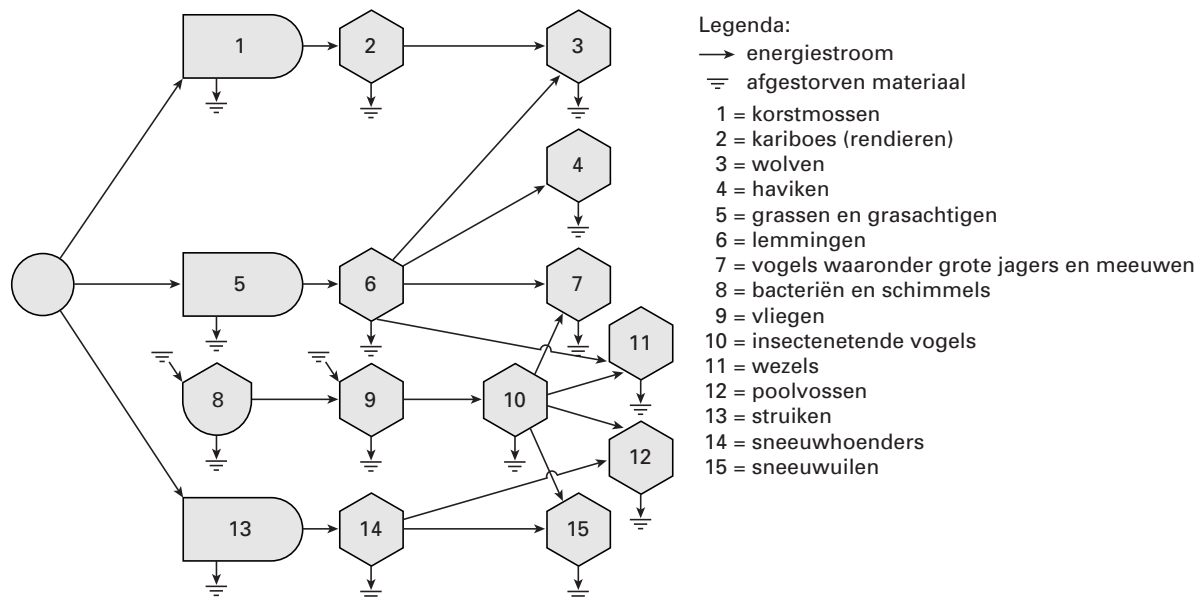 1
2
3
4
5
6
7
8
9
10
11
12
13
14
15
Legenda:
energiestroom
afgestorven materiaal
1 = korstmossen
2 = kariboes (rendieren)
3 = wolven
4 = haviken
5 = grassen en grasachtigen
6 = lemmingen
7 = vogels waaronder grote jagers en meeuwen
8 = bacteriën en schimmels
9 = vliegen
10 = insectenetende vogels
11 = wezels
12 = poolvossen
13 = struiken
14 = sneeuwhoenders
15 = sneeuwuilen